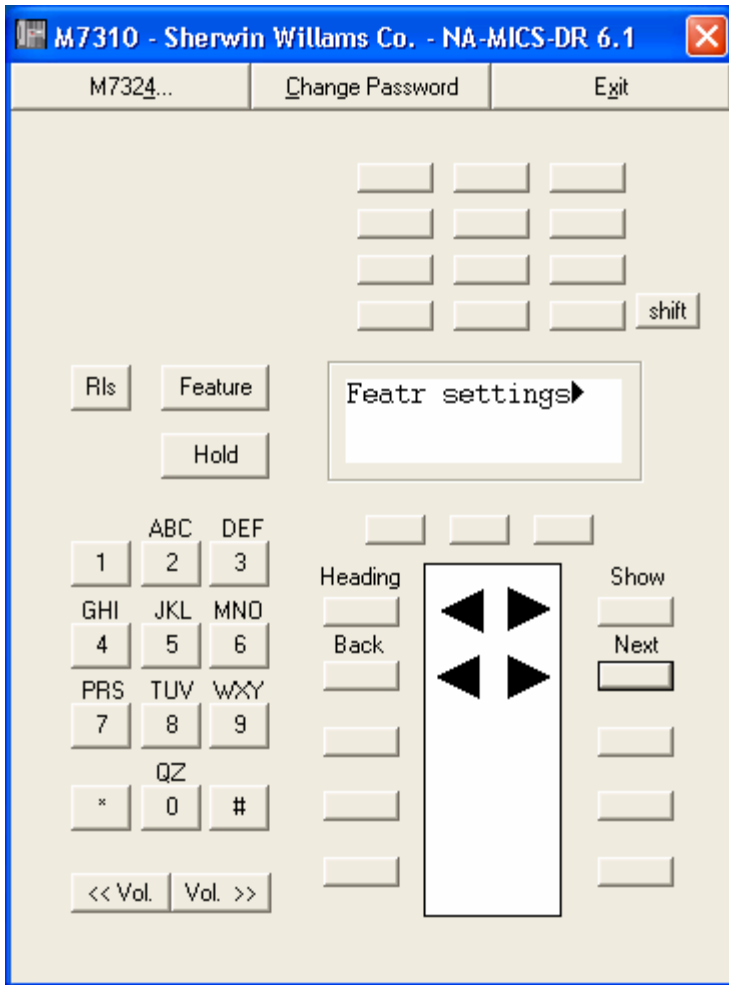 M7310 - Sherwin Willams Co. - NA-MICS-DR 6.1
M7324... Change Password Exit
shift
Rls Feature
Featr settings▶
Hold
ABC DEF
1 2 3
Heading Show
GHI JKL MNO
4 5 6
Back Next
PRS TUV WXY
7 8 9
QZ
* 0 #
<< Vol. Vol. >>